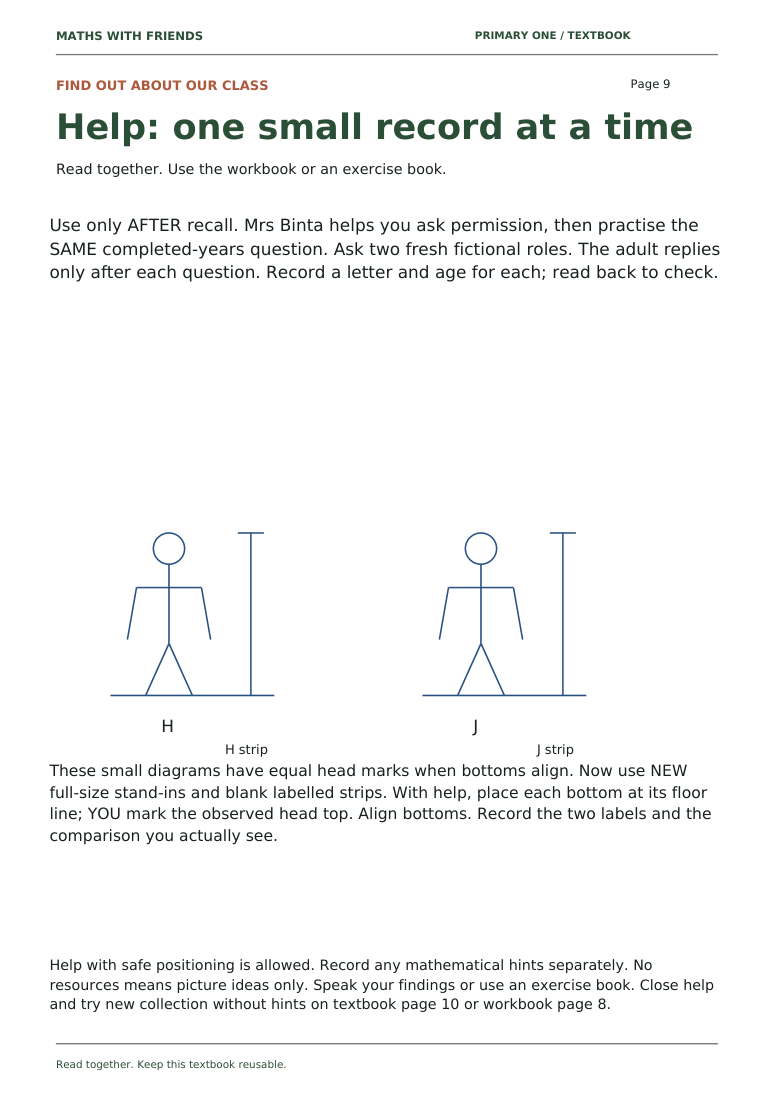 MATHS WITH FRIENDS
PRIMARY ONE / TEXTBOOK
FIND OUT ABOUT OUR CLASS
Page 9
Help: one small record at a time
Read together. Use the workbook or an exercise book.
Use only AFTER recall. Mrs Binta helps you ask permission, then practise the
SAME completed-years question. Ask two fresh fictional roles. The adult replies
only after each question. Record a letter and age for each; read back to check.
H
J
H strip
J strip
These small diagrams have equal head marks when bottoms align. Now use NEW
full-size stand-ins and blank labelled strips. With help, place each bottom at its floor
line; YOU mark the observed head top. Align bottoms. Record the two labels and the
comparison you actually see.
Help with safe positioning is allowed. Record any mathematical hints separately. No
resources means picture ideas only. Speak your findings or use an exercise book. Close help
and try new collection without hints on textbook page 10 or workbook page 8.
Read together. Keep this textbook reusable.